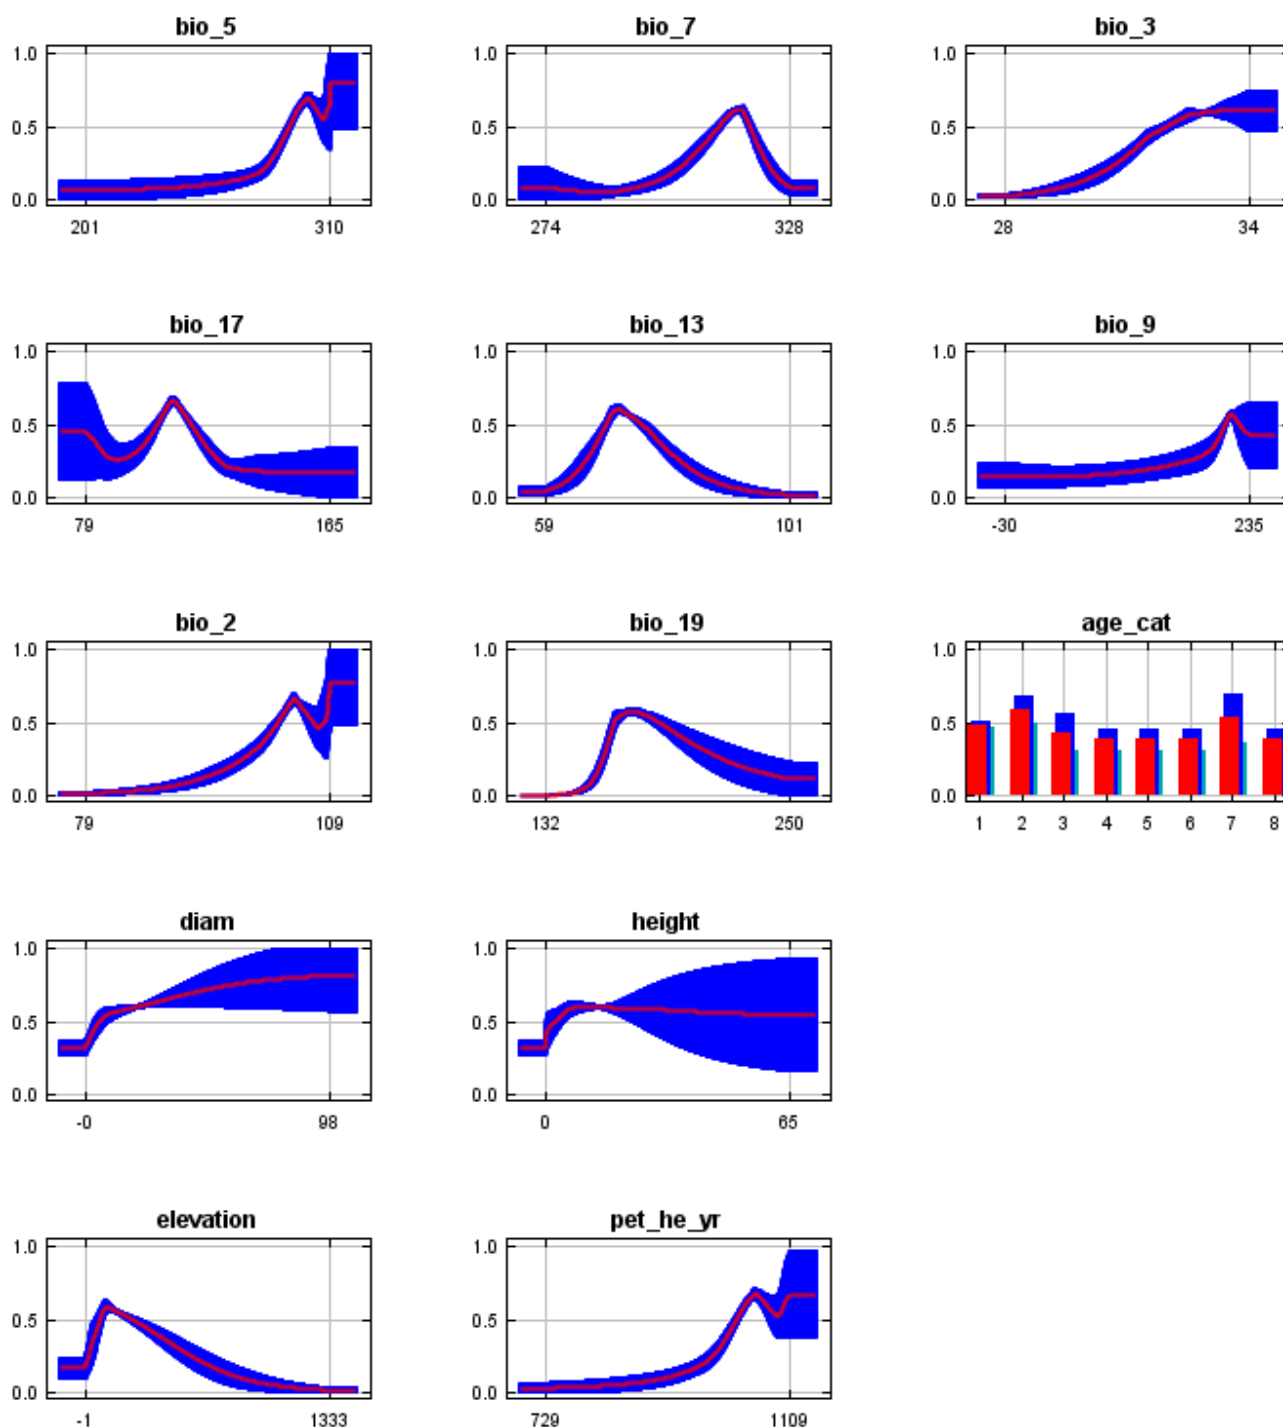 bio_5 bio_7 bio_3
1.0 1.0 1.0
0.5 0.5 0.5
0.0 0.0 0.0
201 310 274 328 28 34
bio_17 bio_13 bio_9
1.0 1.0 1.0
0.5 0.5 0.5
0.0 0.0 0.0
79 165 59 101 -30 235
bio_2 bio_19 age_cat
1.0 1.0 1.0
0.5 0.5 0.5
0.0 0.0 0.0
79 109 132 250 1 2 3 4 5 6 7 8
diam height
1.0 1.0
0.5 0.5
0.0 0.0
-0 98 0 65
elevation pet_he_yr
1.0 1.0
0.5 0.5
0.0 0.0
-1 1333 729 1109